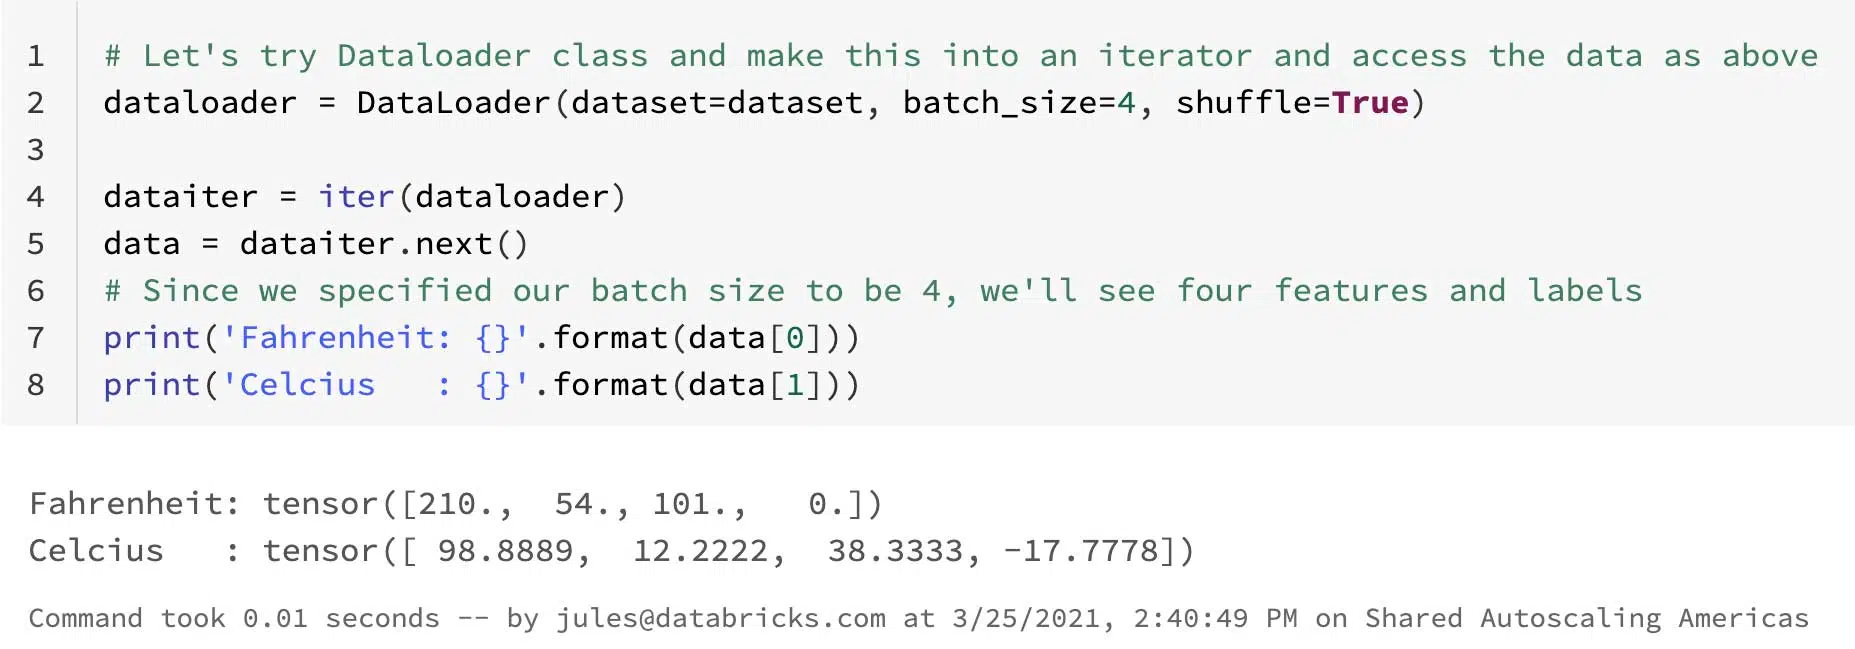 1 # Let's try Dataloader class and make this into an iterator and access the data as above
2 dataloader = DataLoader(dataset=dataset, batch_size=4, shuffle=True)
3
4 dataiter = iter(dataloader)
5 data = dataiter.next()
6 # Since we specified our batch size to be 4, we'll see four features and labels
7 print('Fahrenheit: {}'.format(data[0]))
8 print('Celcius   : {}'.format(data[1]))
Fahrenheit: tensor([210.,  54., 101.,   0.])
Celcius   : tensor([ 98.8889,  12.2222,  38.3333, -17.7778])
Command took 0.01 seconds -- by jules@databricks.com at 3/25/2021, 2:40:49 PM on Shared Autoscaling Americas